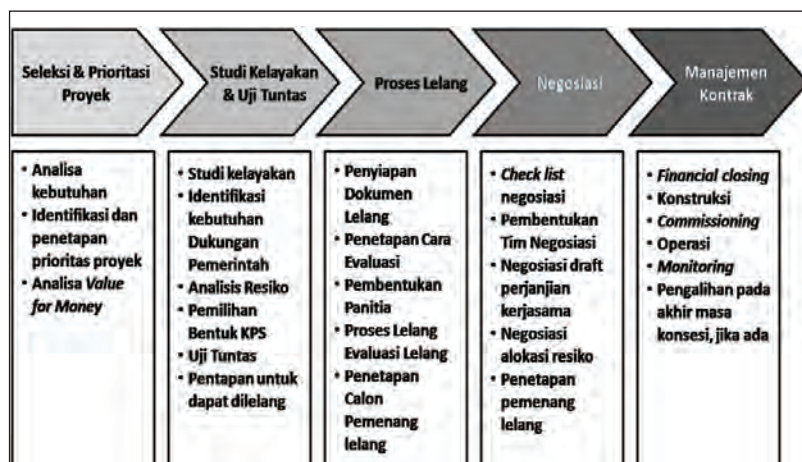 Seleksi & Prioritasi
Proyek
Studi Kelayakan
& Uji Tuntas
Proses Lelang
Negosiasi
Manajemen
Kontrak
• Analisa
kebutuhan
• Identifikasi dan
penetapan
prioritas proyek
• Analisa Value
for Money
• Studi kelayakan
• Identifikasi
kebutuhan
Dukungan
Pemerintah
• Analisis Resiko
• Pemilihan
Bentuk KPS
• Uji Tuntas
• Pentapan untuk
dapat dilelang
• Penyiapan
Dokumen
Lelang
• Penetapan Cara
Evaluasi
• Pembentukan
Panitia
• Proses Lelang
Evaluasi Lelang
• Penetapan
Calon
Pemenang
lelang
• Check list
negosiasi
• Pembentukan
Tim Negosiasi
• Negosiasi draft
perjanjian
kerjasama
• Negosiasi
alokasi resiko
• Penetapan
pemenang
lelang
• Financial closing
• Konstruksi
• Commissioning
• Operasi
• Monitoring
• Pengalihan pada
akhir masa
konsesi, jika ada